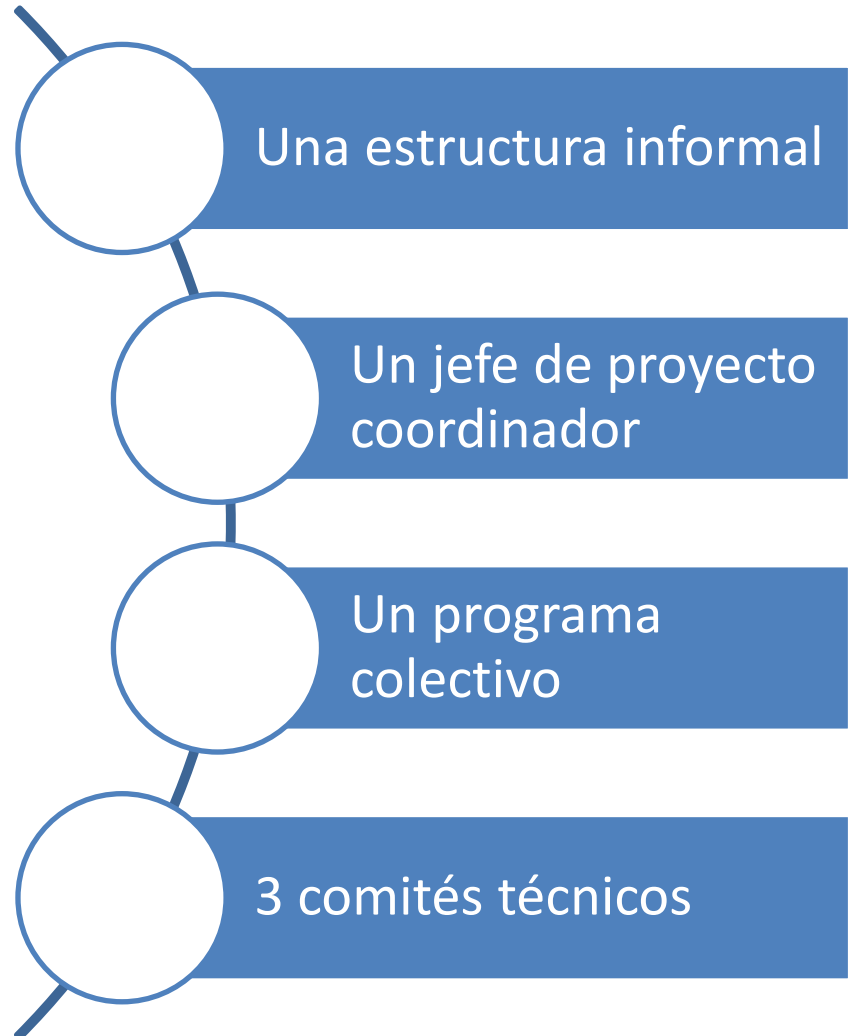 Una estructura informal
Un jefe de proyecto
coordinador
Un programa
colectivo
3 comités técnicos